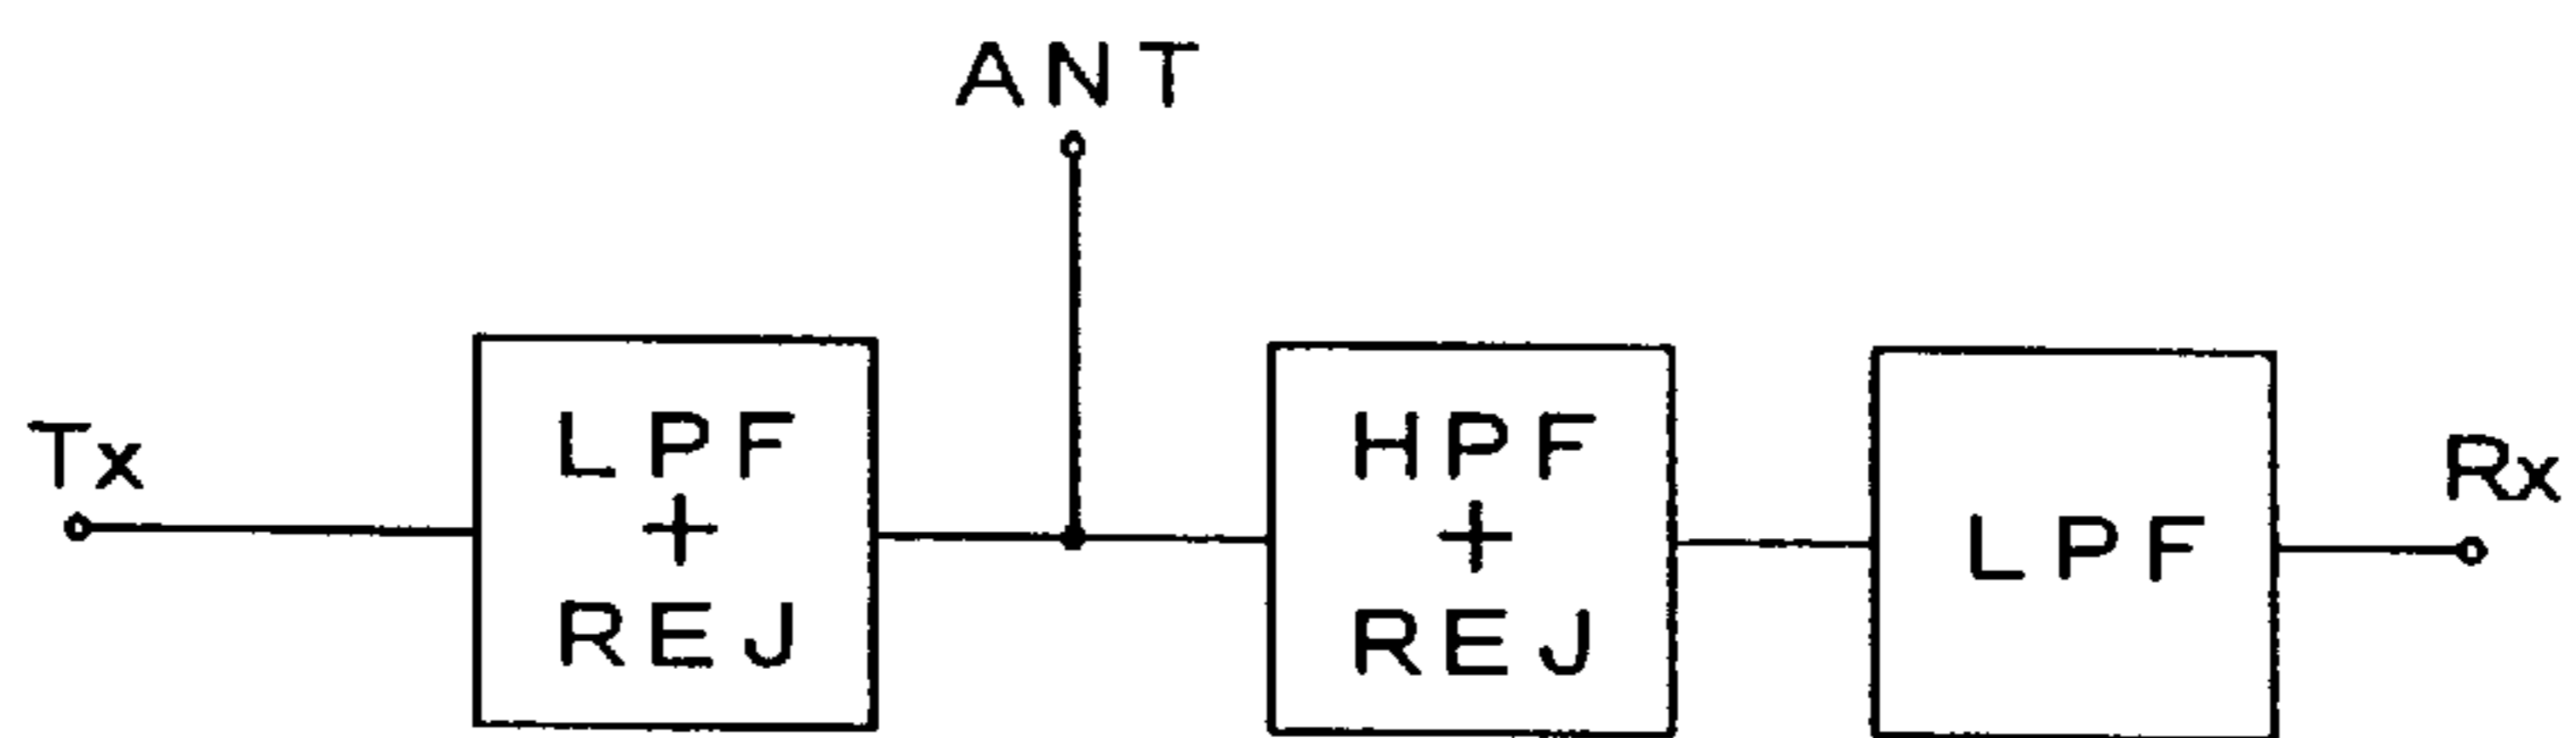 ANT
Tx
LPF
+
REJ
HPF
+
REJ
LPF
Rx